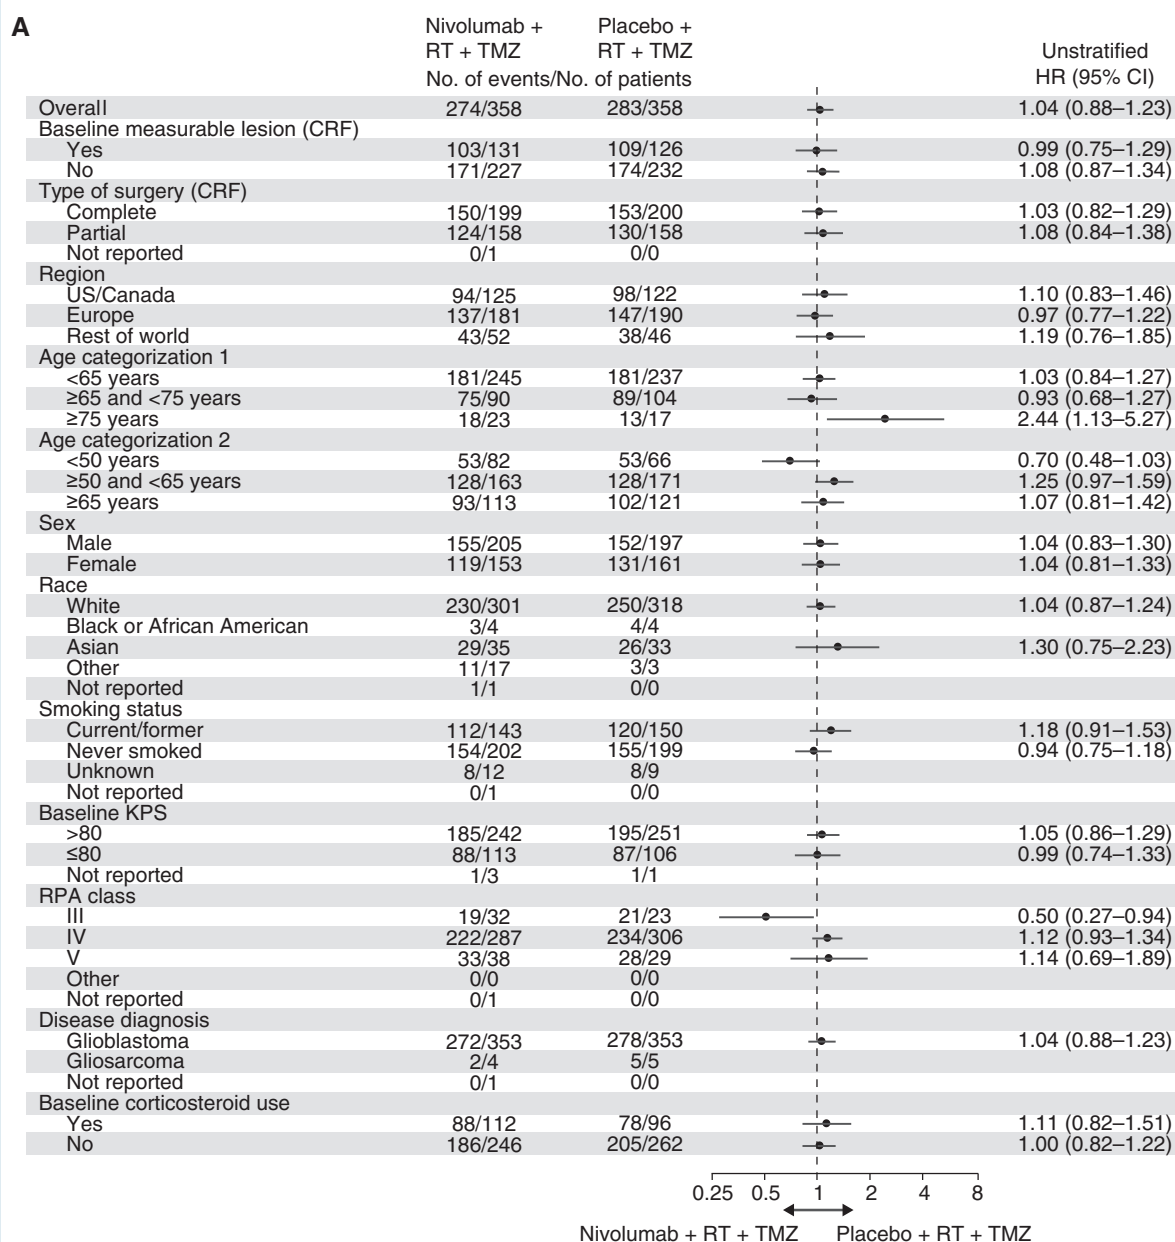 A
Nivolumab + RT + TMZ Placebo + RT + TMZ
No. of events/No. of patients
Unstratified HR (95% CI)
Overall 274/358 283/358 1.04 (0.88–1.23)
Baseline measurable lesion (CRF)
Yes 103/131 109/126 0.99 (0.75–1.29)
No 171/227 174/232 1.08 (0.87–1.34)
Type of surgery (CRF)
Complete 150/199 153/200 1.03 (0.82–1.29)
Partial 124/158 130/158 1.08 (0.84–1.38)
Not reported 0/1 0/0
Region
US/Canada 94/125 98/122 1.10 (0.83–1.46)
Europe 137/181 147/190 0.97 (0.77–1.22)
Rest of world 43/52 38/46 1.19 (0.76–1.85)
Age categorization 1
<65 years 181/245 181/237 1.03 (0.84–1.27)
≥65 and <75 years 75/90 89/104 0.93 (0.68–1.27)
≥75 years 18/23 13/17 2.44 (1.13–5.27)
Age categorization 2
<50 years 53/82 53/66 0.70 (0.48–1.03)
≥50 and <65 years 128/163 128/171 1.25 (0.97–1.59)
≥65 years 93/113 102/121 1.07 (0.81–1.42)
Sex
Male 155/205 152/197 1.04 (0.83–1.30)
Female 119/153 131/161 1.04 (0.81–1.33)
Race
White 230/301 250/318 1.04 (0.87–1.24)
Black or African American 3/4 4/4
Asian 29/35 26/33 1.30 (0.75–2.23)
Other 11/17 3/3
Not reported 1/1 0/0
Smoking status
Current/former 112/143 120/150 1.18 (0.91–1.53)
Never smoked 154/202 155/199 0.94 (0.75–1.18)
Unknown 8/12 8/9
Not reported 0/1 0/0
Baseline KPS
>80 185/242 195/251 1.05 (0.86–1.29)
≤80 88/113 87/106 0.99 (0.74–1.33)
Not reported 1/3 1/1
RPA class
III 19/32 21/23 0.50 (0.27–0.94)
IV 222/287 234/306 1.12 (0.93–1.34)
V 33/38 28/29 1.14 (0.69–1.89)
Other 0/0 0/0
Not reported 0/1 0/0
Disease diagnosis
Glioblastoma 272/353 278/353 1.04 (0.88–1.23)
Gliosarcoma 2/4 5/5
Not reported 0/1 0/0
Baseline corticosteroid use
Yes 88/112 78/96 1.11 (0.82–1.51)
No 186/246 205/262 1.00 (0.82–1.22)
0.25 0.5 1 2 4 8
Nivolumab + RT + TMZ Placebo + RT + TMZ